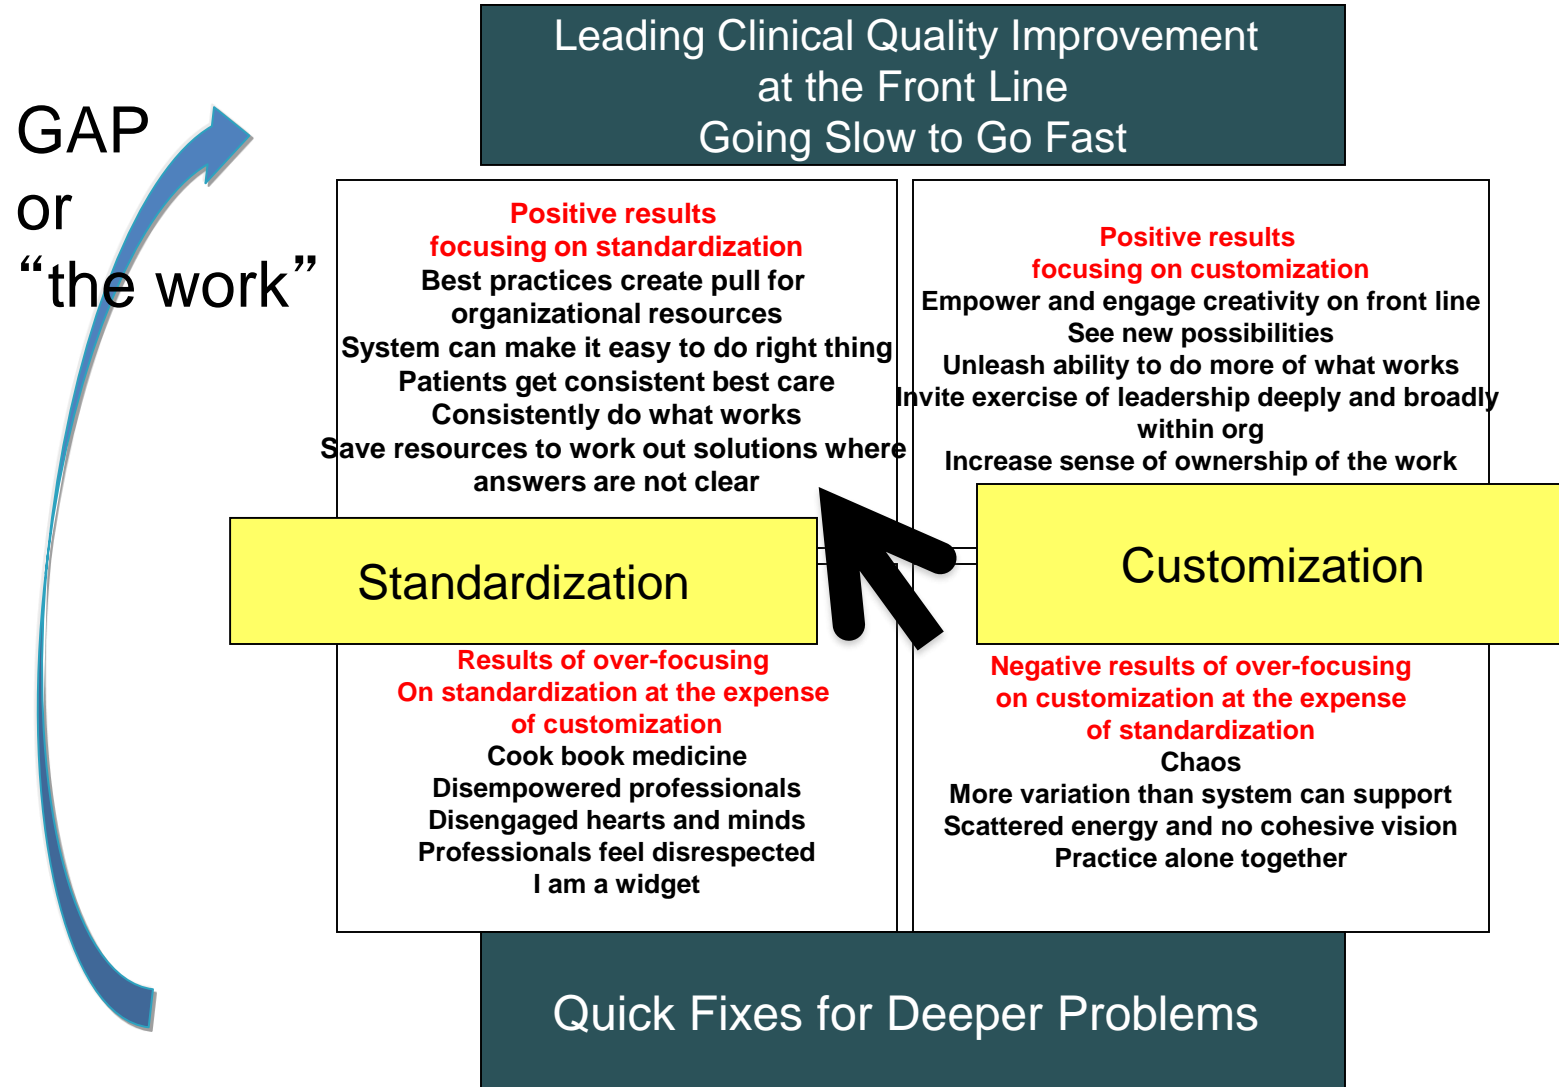 Leading Clinical Quality Improvement
at the Front Line
Going Slow to Go Fast
GAP
or
“the work”
Positive results
focusing on standardization
Best practices create pull for
organizational resources
System can make it easy to do right thing
Patients get consistent best care
Consistently do what works
Save resources to work out solutions where
answers are not clear
Positive results
focusing on customization
Empower and engage creativity on front line
See new possibilities
Unleash ability to do more of what works
Invite exercise of leadership deeply and broadly
within org
Increase sense of ownership of the work
Standardization
Customization
Results of over-focusing
On standardization at the expense
of customization
Cook book medicine
Disempowered professionals
Disengaged hearts and minds
Professionals feel disrespected
I am a widget
Negative results of over-focusing
on customization at the expense
of standardization
Chaos
More variation than system can support
Scattered energy and no cohesive vision
Practice alone together
Quick Fixes for Deeper Problems